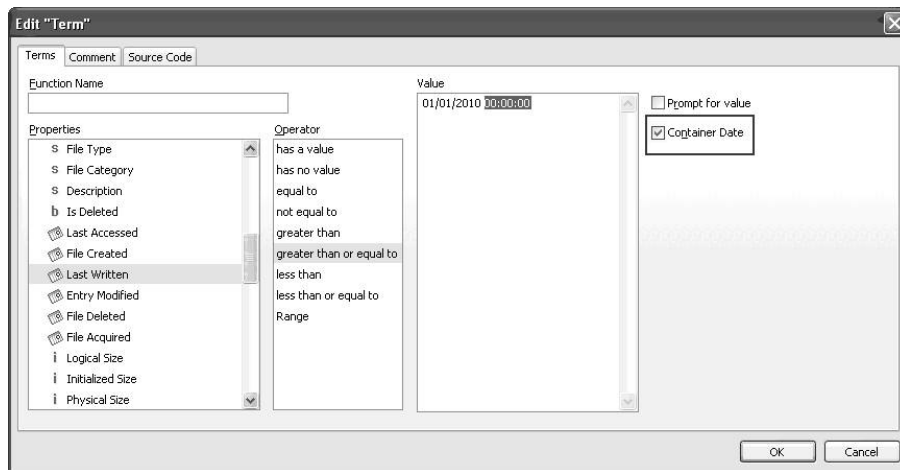 Edit "Term"
Terms Comment Source Code
Function Name
Value
01/01/2010 00:00:00
Prompt for value
Container Date
Properties
Operator
s File Type
s File Category
s Description
b Is Deleted
Last Accessed
File Created
Last Written
Entry Modified
File Deleted
File Acquired
i Logical Size
i Initialized Size
i Physical Size
has a value
has no value
equal to
not equal to
greater than
greater than or equal to
less than
less than or equal to
Range
OK Cancel